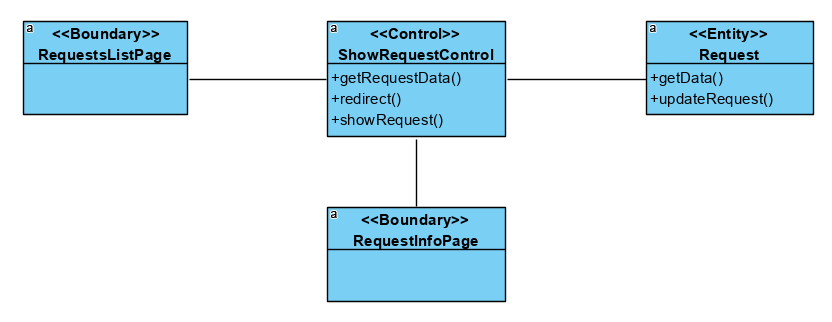 a
<<Boundary>>
RequestsListPage
a
<<Control>>
ShowRequestControl
+getRequestData()
+redirect()
+showRequest()
a
<<Entity>>
Request
+getData()
+updateRequest()
a
<<Boundary>>
RequestInfoPage